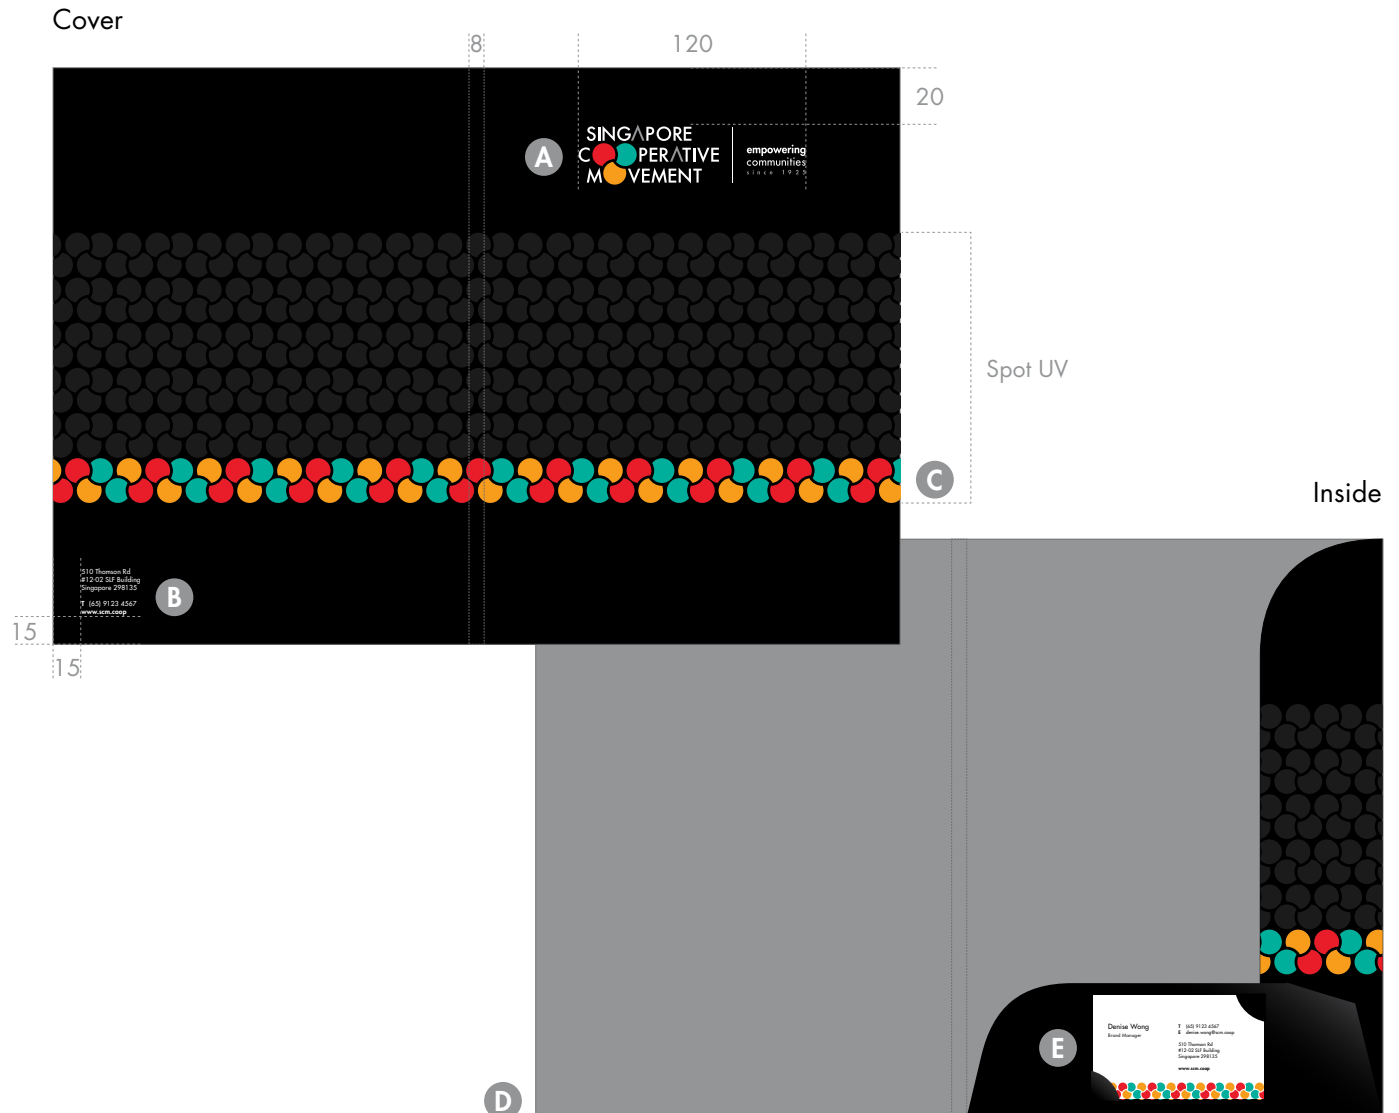 Cover
8
120
20
A
SINGAPORE
COOPERATIVE
MOVEMENT
empowering
communities
since 1925
Spot UV
C
Inside
510 Thomson Rd
#12-02 SLF Building
Singapore 298135
T (65) 9123 4567
www.scm.coop
B
15
15
Denise Wong
Brand Manager
T (65) 9123 4567
E denise.wong@scm.coop
510 Thomson Rd
#12-02 SLF Building
Singapore 298135
www.scm.coop
E
D